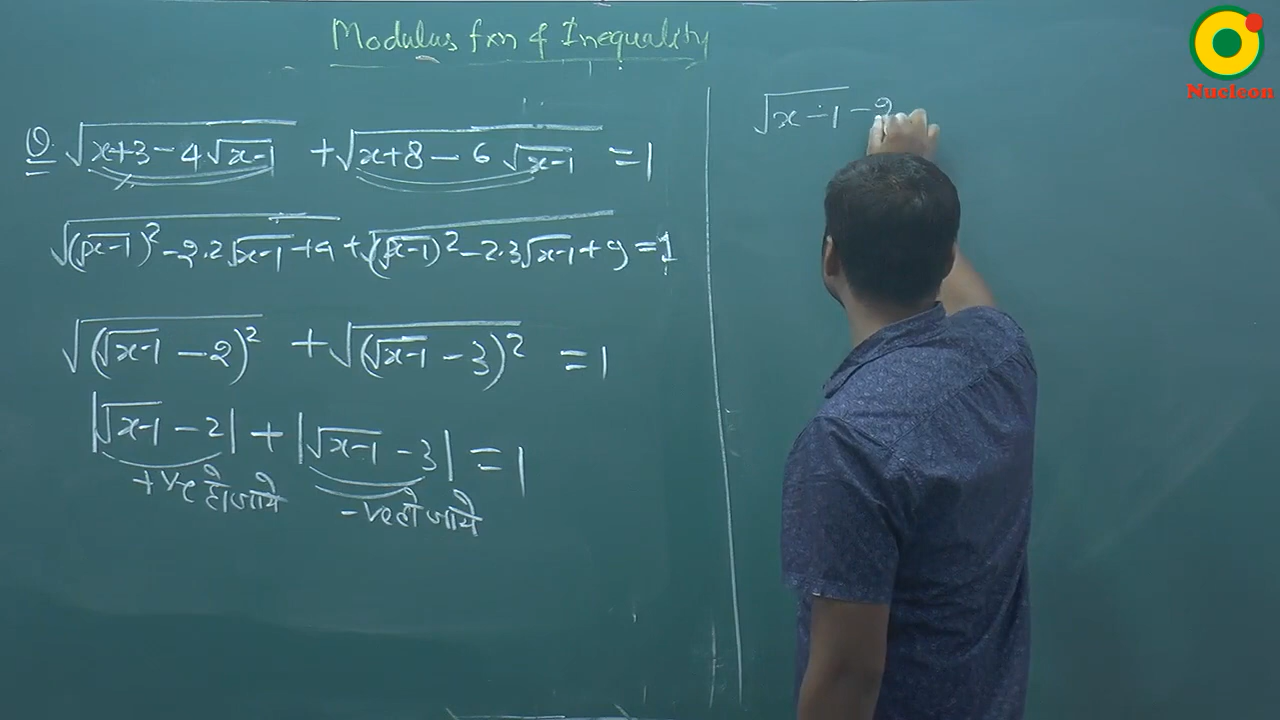 Modulus fxn & Inequality
Nucleon
Q. √(x+3-4√(x-1)) + √(x+8-6√(x-1)) = 1
√((√(x-1))²-2·2√(x-1)+4) + √((√(x-1))²-2·3√(x-1)+9) = 1
√((√(x-1)-2)²) + √((√(x-1)-3)²) = 1
|√(x-1)-2| + |√(x-1)-3| = 1
+ve हो जाये -ve हो जाये
√(x-1)-2